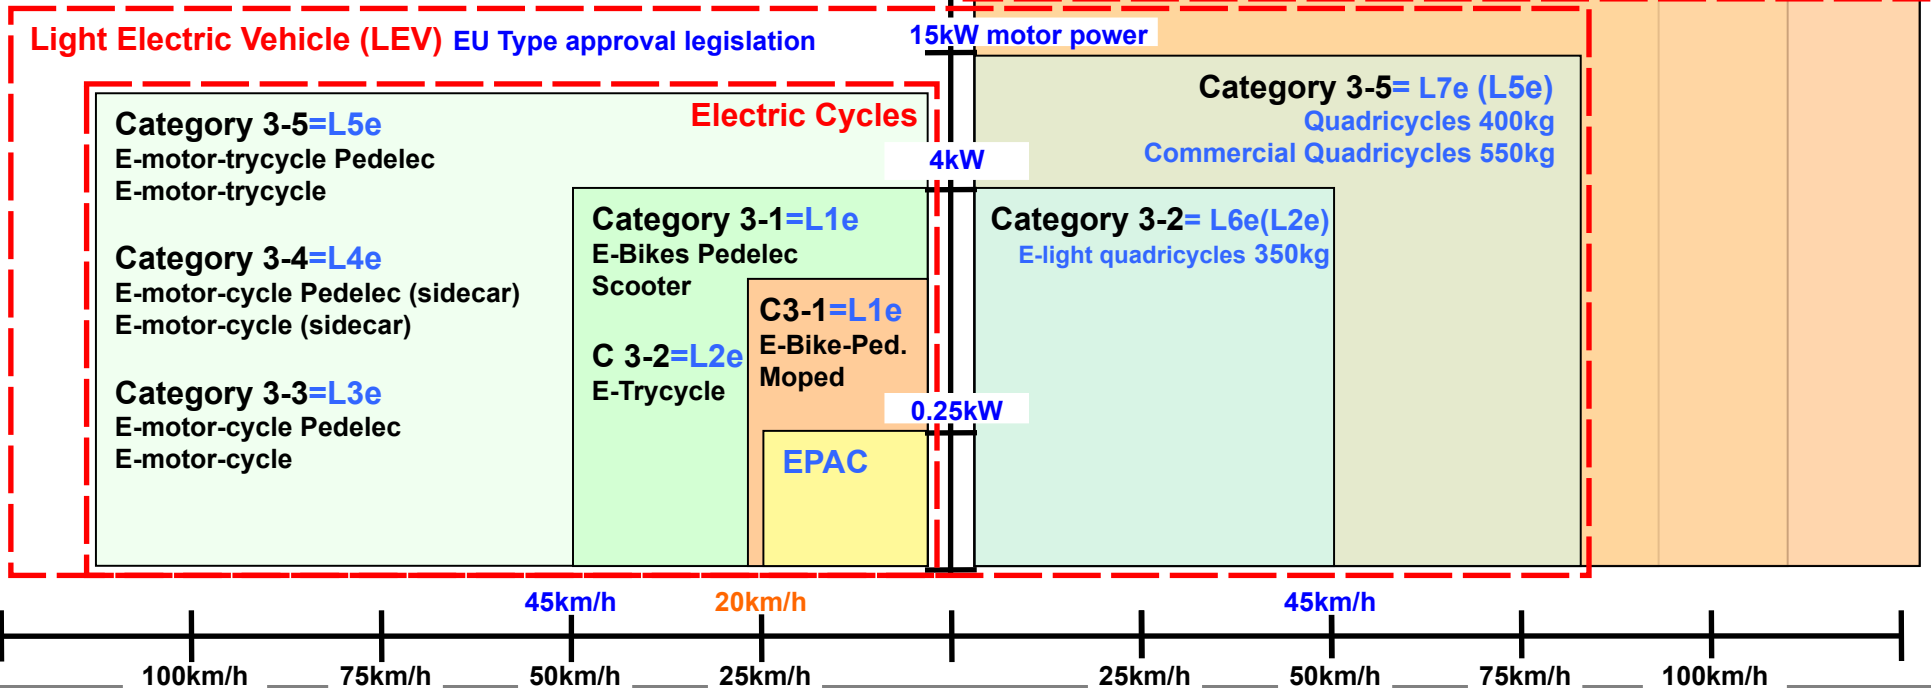 Light Electric Vehicle (LEV) EU Type approval legislation
15kW motor power
Electric Cycles
Category 3-5=L5e
E-motor-trycycle Pedelec
E-motor-trycycle
Category 3-4=L4e
E-motor-cycle Pedelec (sidecar)
E-motor-cycle (sidecar)
Category 3-3=L3e
E-motor-cycle Pedelec
E-motor-cycle
Category 3-1=L1e
E-Bikes Pedelec
Scooter
C 3-2=L2e
E-Trycycle
C3-1=L1e
E-Bike-Ped.
Moped
EPAC
4kW
0.25kW
Category 3-5= L7e (L5e)
Quadricycles 400kg
Commercial Quadricycles 550kg
Category 3-2= L6e(L2e)
E-light quadricycles 350kg
45km/h 20km/h 45km/h
100km/h 75km/h 50km/h 25km/h 25km/h 50km/h 75km/h 100km/h